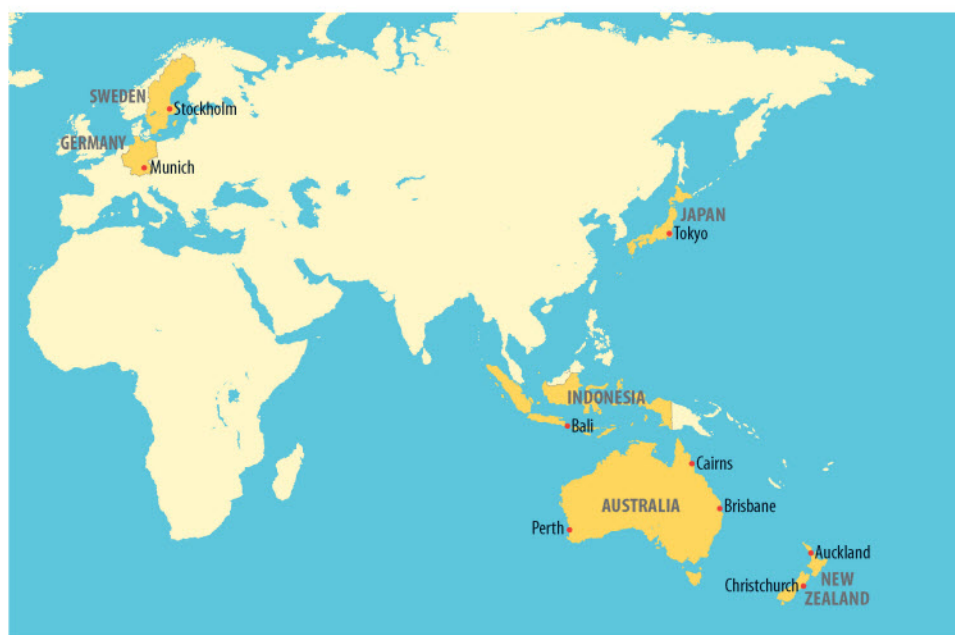 SWEDEN
Stockholm
GERMANY
Munich
JAPAN
Tokyo
INDONESIA
Bali
Cairns
AUSTRALIA
Brisbane
Perth
Auckland
Christchurch
NEW
ZEALAND